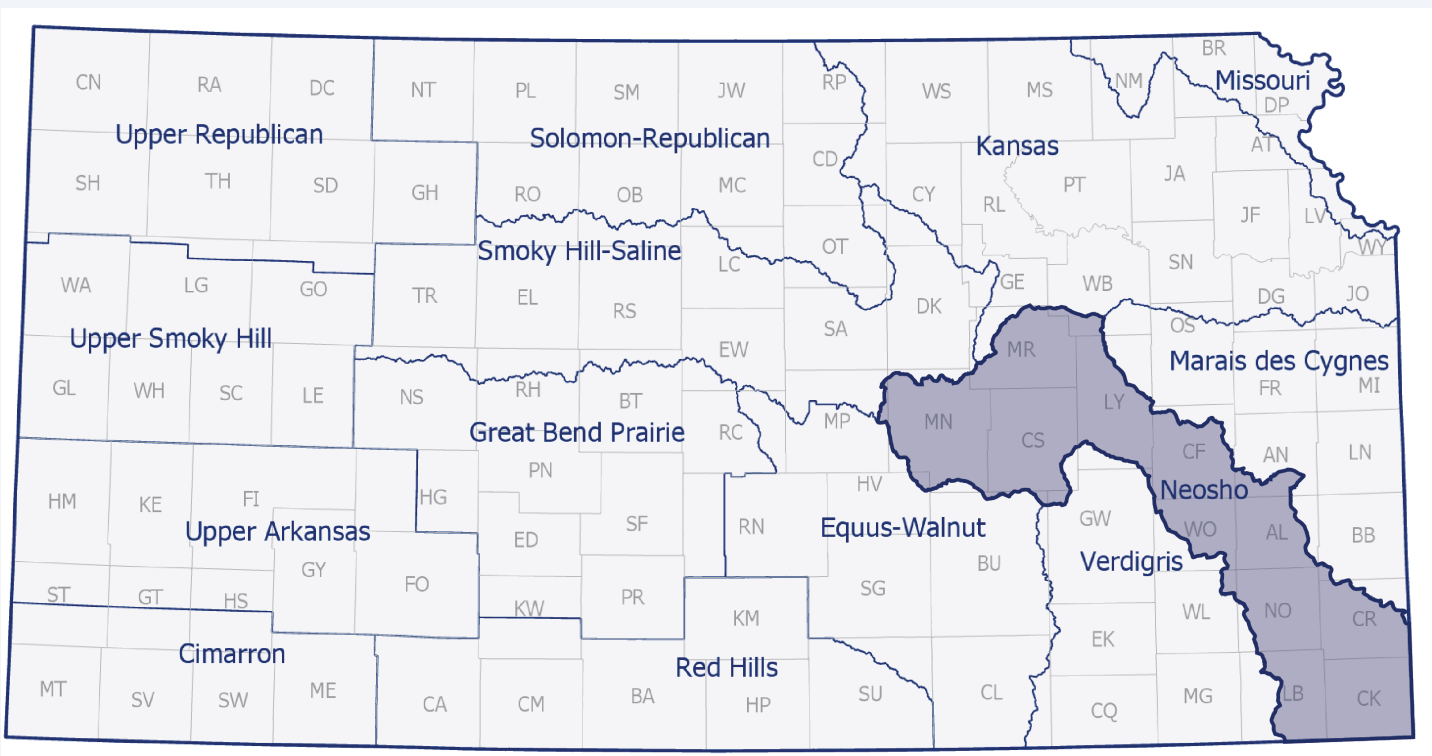 BR
CN
RA
DC
NT
PL
SM
JW
RP
WS
MS
NM
Missouri
DP
Upper Republican
Solomon-Republican
Kansas
AT
SH
TH
SD
GH
RO
OB
MC
CD
CY
RL
PT
JA
JF
LV
Smoky Hill-Saline
OT
WY
WA
LG
GO
TR
EL
RS
LC
DK
GE
WB
SN
DG
JO
Upper Smoky Hill
EW
SA
MR
OS
Marais des Cygnes
GL
WH
SC
LE
NS
RH
BT
LY
FR
MI
Great Bend Prairie
RC
MP
MN
CS
CF
AN
LN
HM
KE
FI
HG
PN
HV
Neosho
Upper Arkansas
ED
SF
RN
Equus-Walnut
GW
WO
AL
BB
ST
GT
HS
GY
FO
KW
PR
KM
SG
BU
Verdigris
WL
NO
CR
Cimarron
Red Hills
EK
MT
SV
SW
ME
CA
CM
BA
HP
SU
CL
CQ
MG
LB
CK